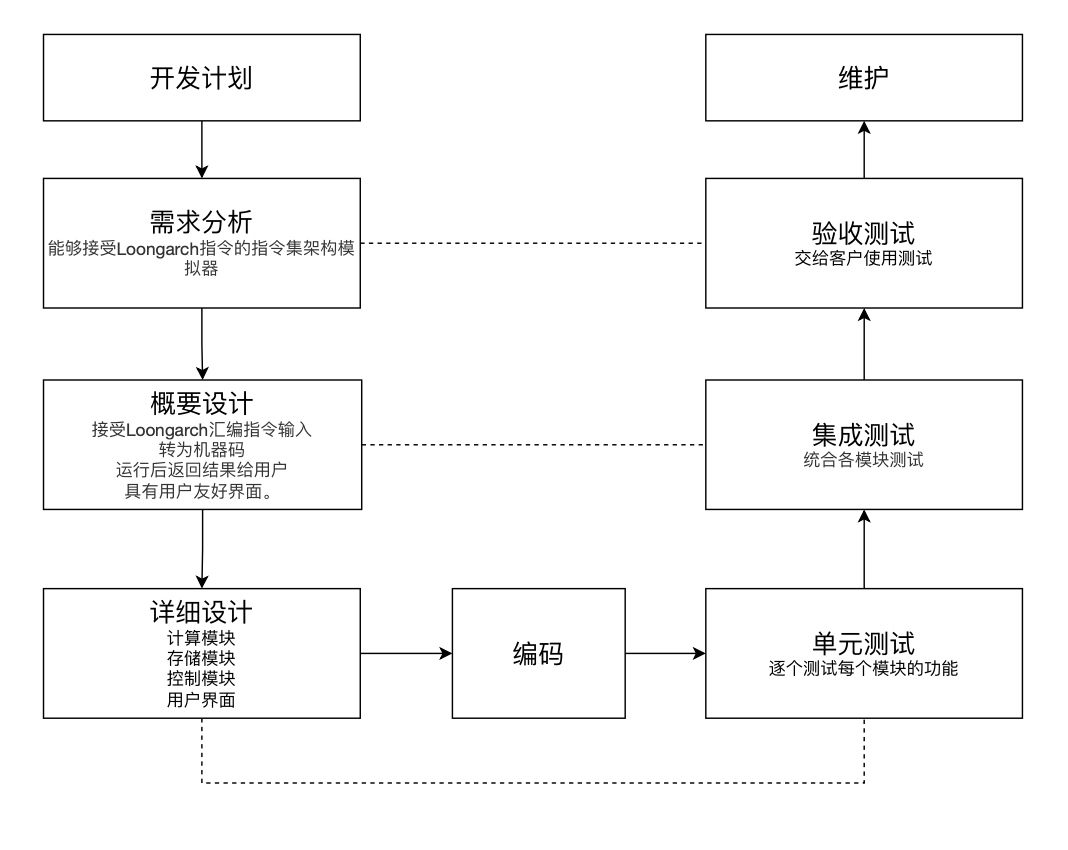 开发计划
维护
需求分析
能够接受Loongarch指令的指令集架构模
拟器
验收测试
交给客户使用测试
概要设计
接受Loongarch汇编指令输入
转为机器码
运行后返回结果给用户
具有用户友好界面。
集成测试
统合各模块测试
详细设计
计算模块
存储模块
控制模块
用户界面
编码
单元测试
逐个测试每个模块的功能